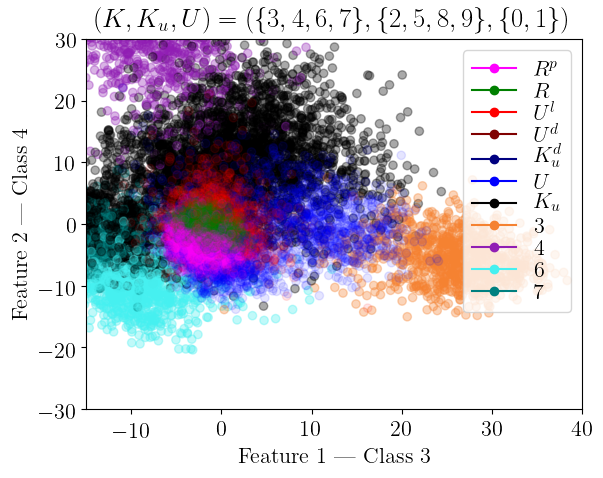 (K, K_u, U) = ({3, 4, 6, 7}, {2, 5, 8, 9}, {0, 1})
30
20
10
0
−10
−20
−30
Feature 2 — Class 4
−10
0
10
20
30
40
Feature 1 — Class 3
R^p
R
U^l
U^d
K_u^d
U
K_u
3
4
6
7